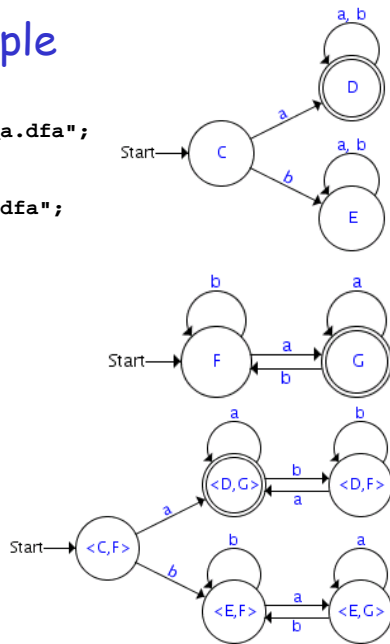 ple
a.dfa";
dfa";
a, b
D
a
Start
C
a, b
b
E
b
a
Start
F
a
b
G
a
b
<D,G>
b
a
<D,F>
a
Start
<C,F>
b
b
a
<E,F>
a
b
<E,G>